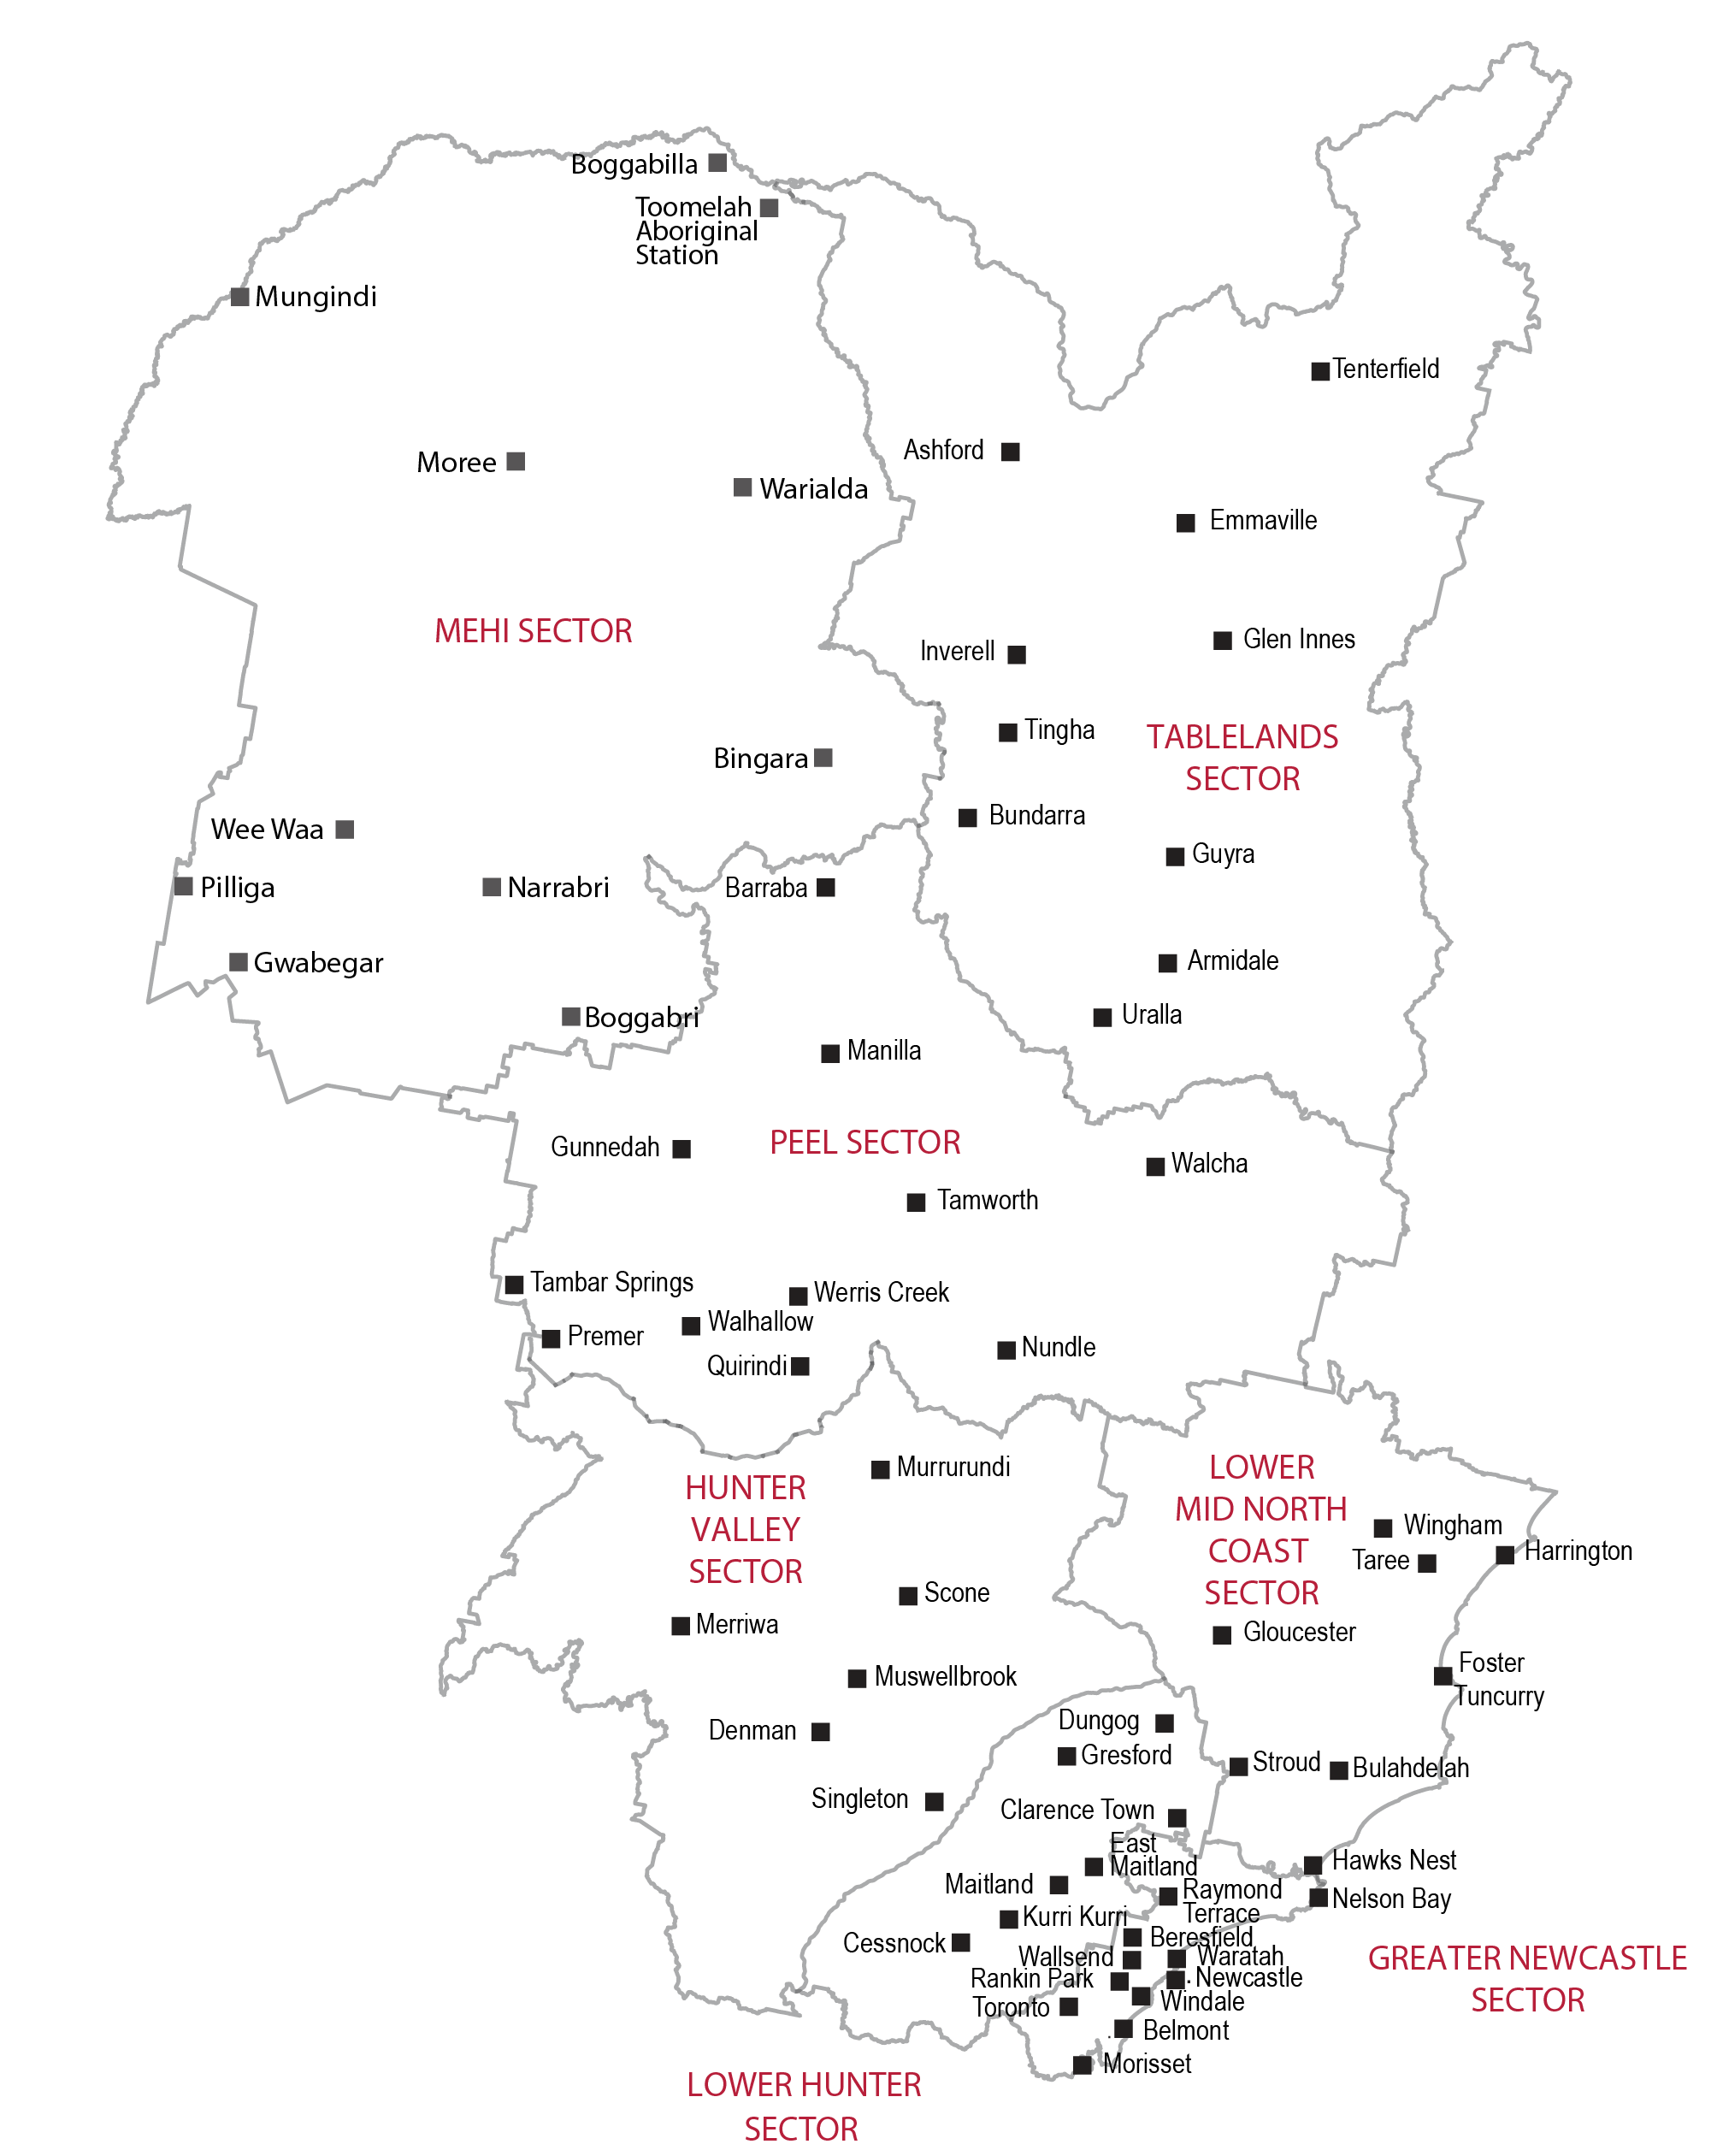 Boggabilla
Toomelah
Aboriginal
Station
Mungindi
Tenterfield
Ashford
Moree
Warialda
Emmaville
MEHI SECTOR
Glen Innes
Inverell
Tingha
TABLELANDS
SECTOR
Bingara
Bundarra
Wee Waa
Guyra
Pilliga
Narrabri
Barraba
Gwabegar
Armidale
Boggabri
Uralla
Manilla
Gunnedah
PEEL SECTOR
Walcha
Tamworth
Tambar Springs
Werris Creek
Walhallow
Premer
Nundle
Quirindi
Murrurundi
HUNTER
VALLEY
SECTOR
LOWER
MID NORTH
COAST
SECTOR
Wingham
Taree
Harrington
Scone
Merriwa
Gloucester
Foster
Tuncurry
Muswellbrook
Dungog
Denman
Gresford
Stroud
Bulahdelah
Singleton
Clarence Town
East
Maitland
Hawks Nest
Maitland
Raymond
Terrace
Nelson Bay
Kurri Kurri
Beresfield
Cessnock
Wallsend
Waratah
GREATER NEWCASTLE
SECTOR
Rankin Park
Newcastle
Toronto
Windale
Belmont
Morisset
LOWER HUNTER
SECTOR